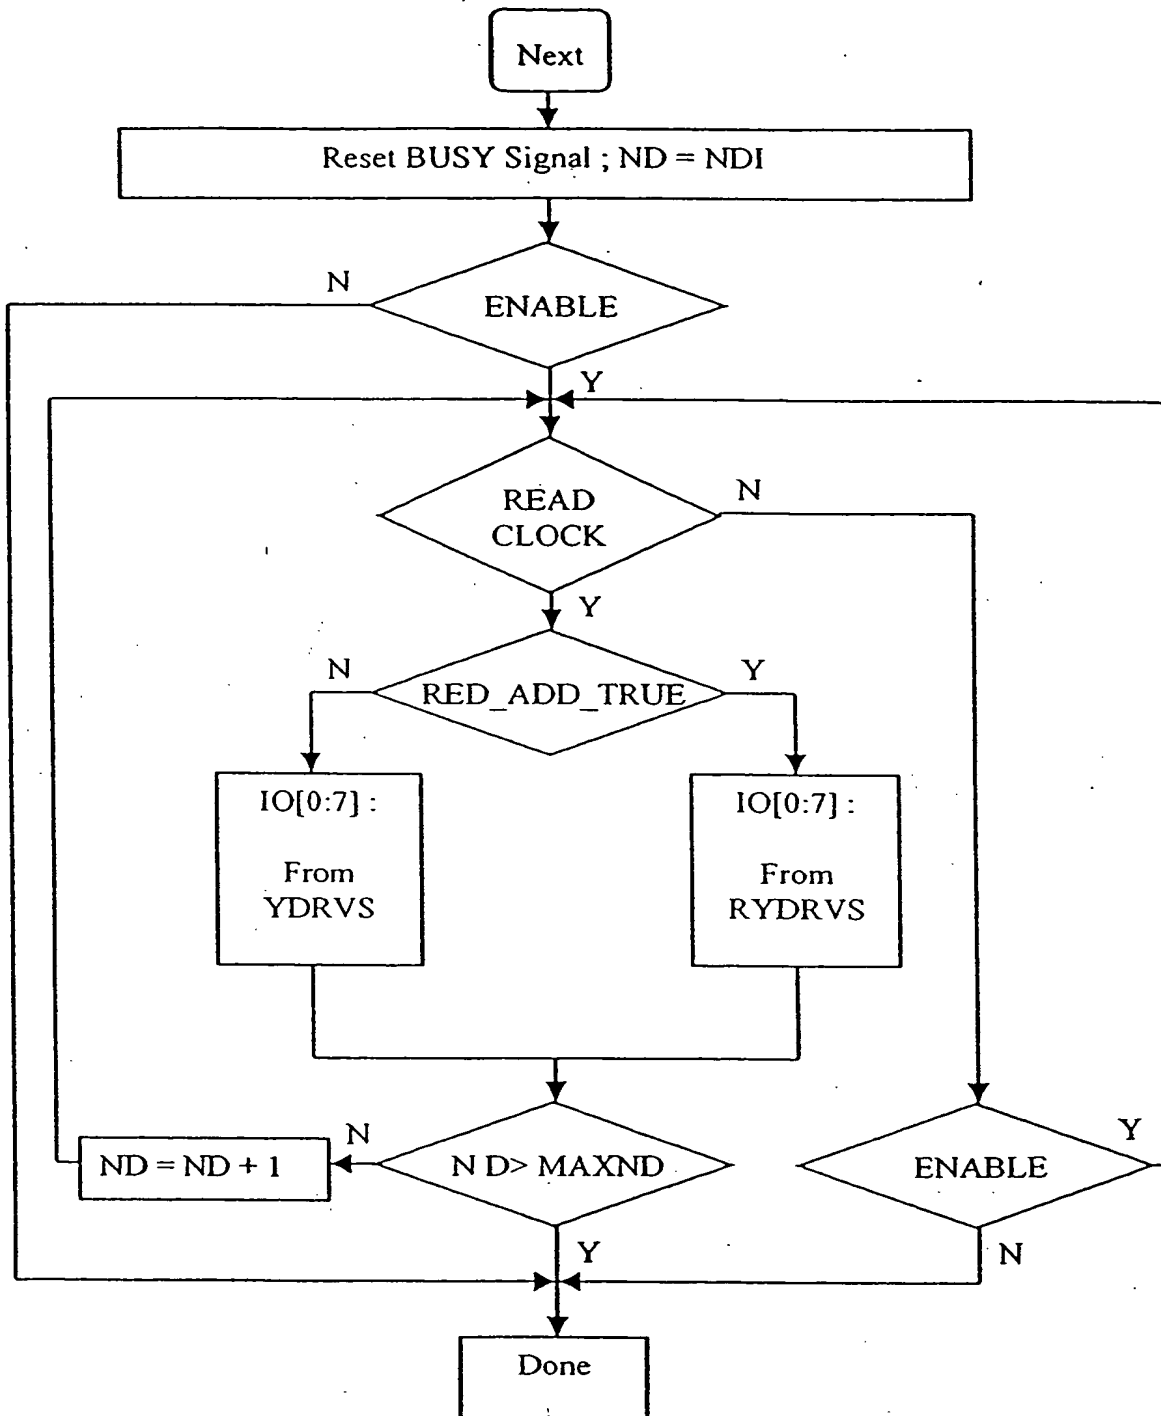 Next
Reset BUSY Signal ; ND = NDI
N
ENABLE
Y
READ
CLOCK
N
Y
N
RED_ADD_TRUE
Y
IO[0:7] :
From
YDRVS
IO[0:7] :
From
RYDRVS
ND = ND + 1
N
N D> MAXND
Y
ENABLE
Y
N
Done